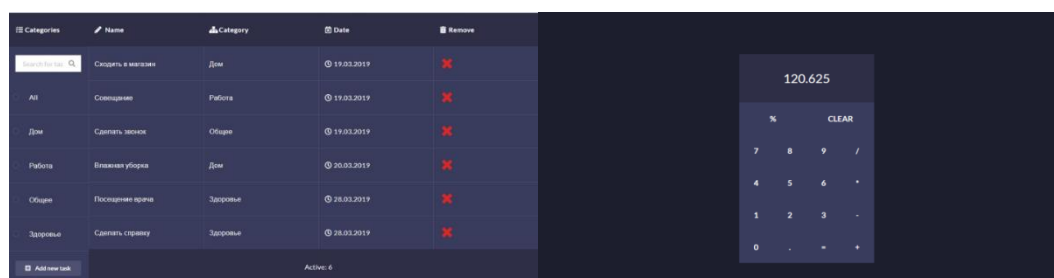 Categories Name Category Date Remove
Search for tas Сходить в магазин Дом 19.03.2019
All Совещание Работа 19.03.2019
Дом Сделать звонок Общее 19.03.2019
Работа Влажная уборка Дом 20.03.2019
Общее Посещение врача Здоровье 28.03.2019
Здоровье Сделать справку Здоровье 28.03.2019
Add new task Active: 6
120.625
% CLEAR
7 8 9 /
4 5 6 *
1 2 3 -
0 . = +